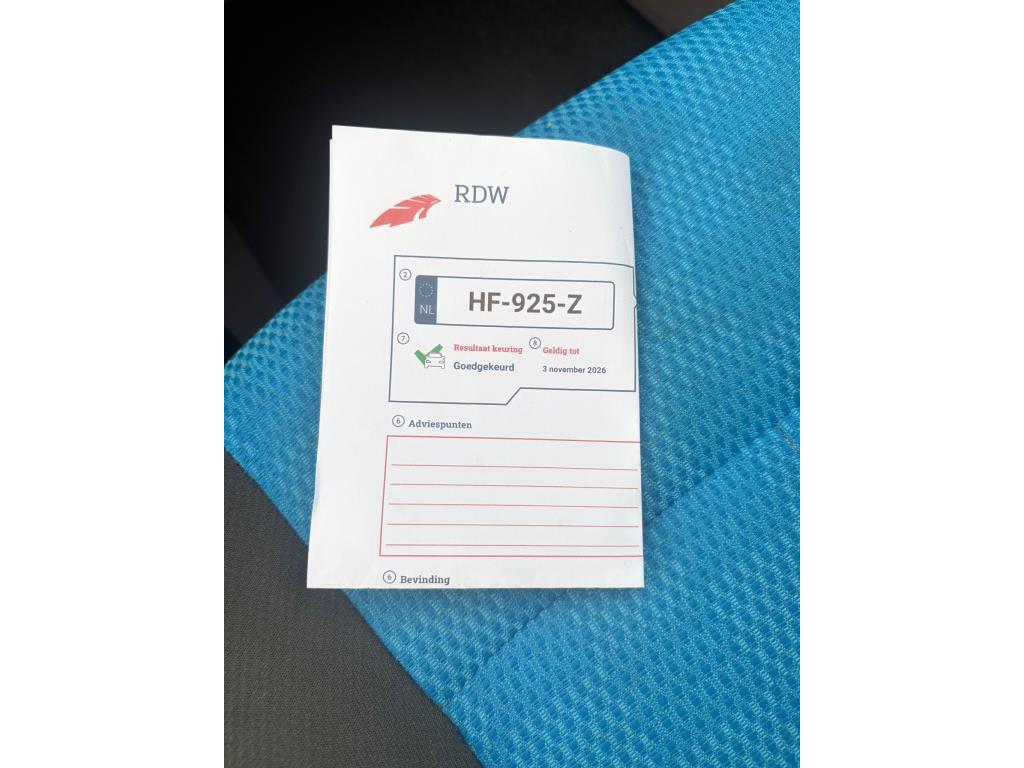 RDW
2
NL HF-925-Z
7 Resultaat keuring 8 Geldig tot
Goedgekeurd 3 november 2026
6 Adviespunten
6 Bevinding